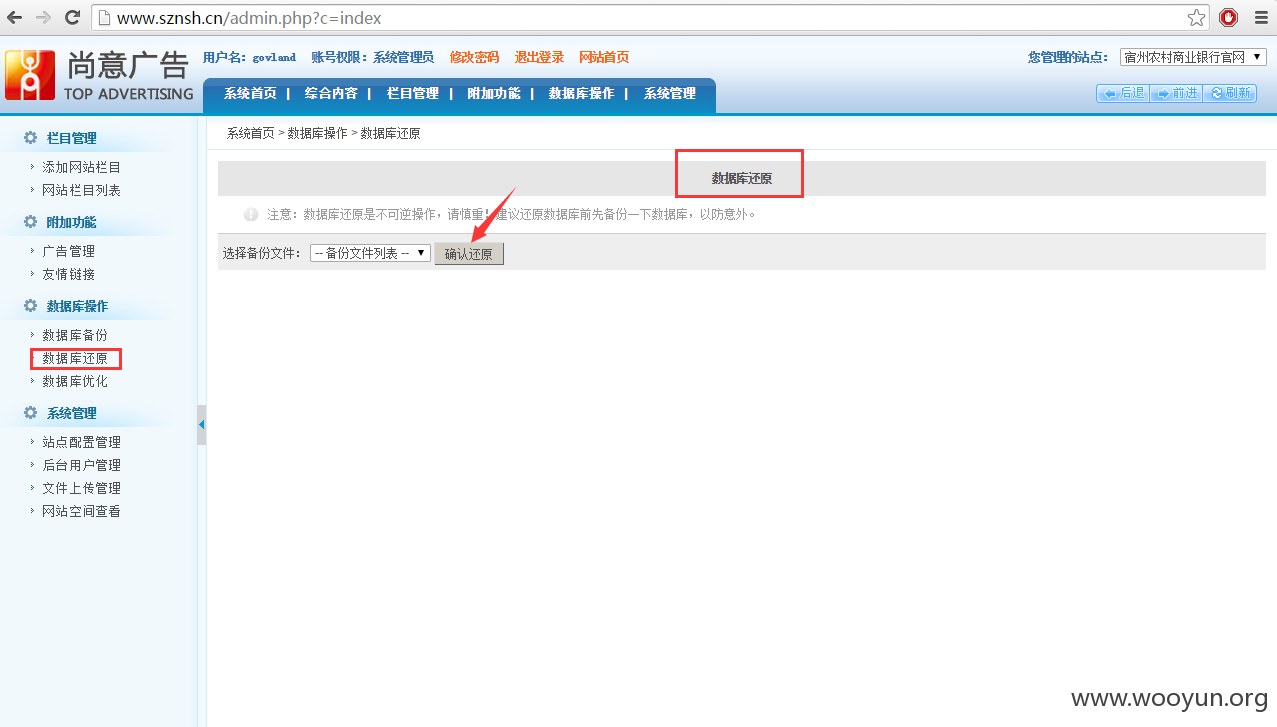 www.sznsh.cn/admin.php?c=index
尚意广告
TOP ADVERTISING
用户名：govland 账号权限：系统管理员 修改密码 退出登录 网站首页
您管理的站点： 宿州农村商业银行官网
系统首页 | 综合内容 | 栏目管理 | 附加功能 | 数据库操作 | 系统管理
后退 前进 刷新
栏目管理
添加网站栏目
网站栏目列表
附加功能
广告管理
友情链接
数据库操作
数据库备份
数据库还原
数据库优化
系统管理
站点配置管理
后台用户管理
文件上传管理
网站空间查看
系统首页 > 数据库操作 > 数据库还原
数据库还原
注意：数据库还原是不可逆操作，请慎重！建议还原数据库前先备份一下数据库，以防意外。
选择备份文件： -- 备份文件列表 -- 确认还原
www.wooyun.org